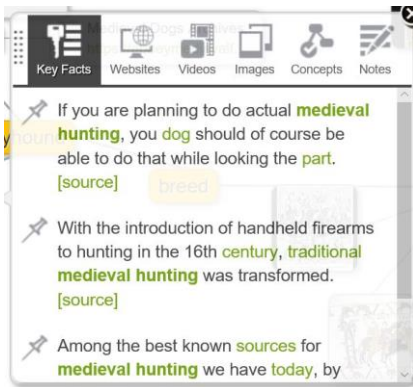 Key Facts Websites Videos Images Concepts Notes
If you are planning to do actual medieval
hunting, you dog should of course be
able to do that while looking the part.
[source]
breed
With the introduction of handheld firearms
to hunting in the 16th century, traditional
medieval hunting was transformed.
[source]
Among the best known sources for
medieval hunting we have today, by